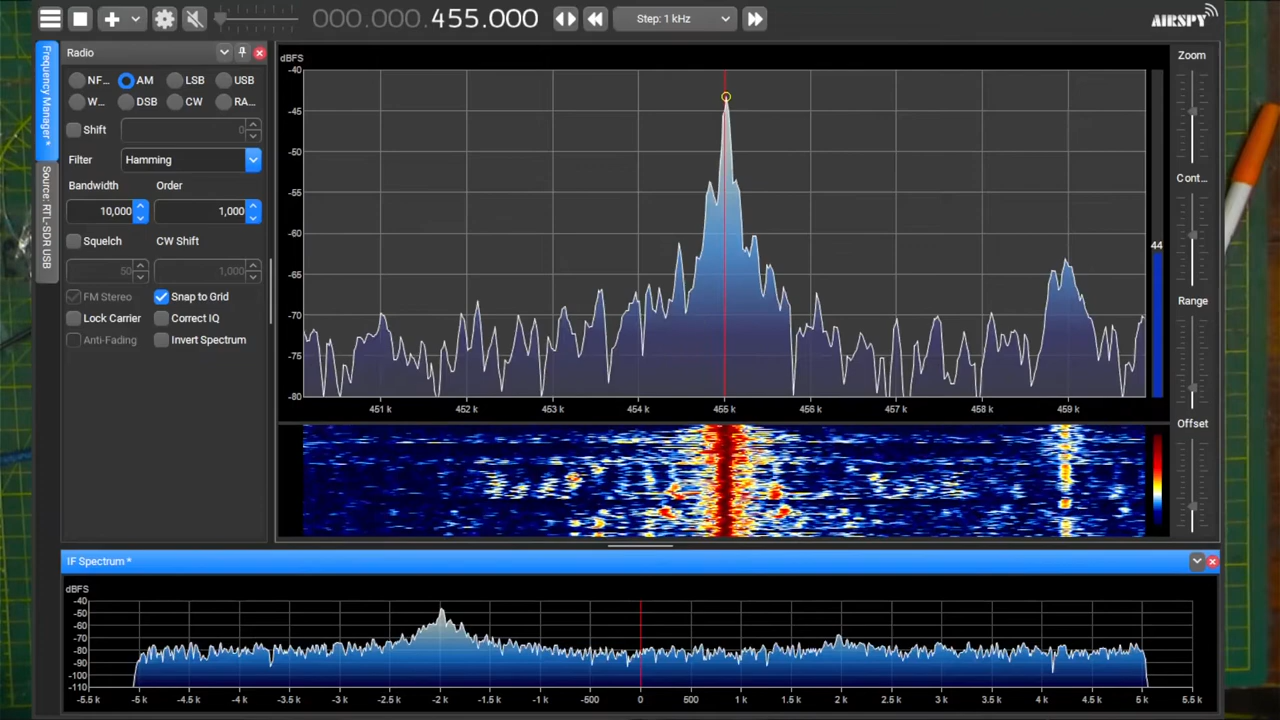 000.000.455.000
Step: 1 kHz
AIRSPY
Frequency Manager *
Source: RTL-SDR USB
Radio
NF... AM LSB USB
W... DSB CW RA...
Shift 0
Filter Hamming
Bandwidth Order
10,000 1,000
Squelch CW Shift
50 1,000
FM Stereo Snap to Grid
Lock Carrier Correct IQ
Anti-Fading Invert Spectrum
dBFS
-40
-45
-50
-55
-60
-65
-70
-75
-80
451 k 452 k 453 k 454 k 455 k 456 k 457 k 458 k 459 k
44
Zoom
Cont...
Range
Offset
IF Spectrum *
dBFS
-40
-50
-60
-70
-80
-90
-100
-110
-5.5 k -5 k -4.5 k -4 k -3.5 k -3 k -2.5 k -2 k -1.5 k -1 k -500 0 500 1 k 1.5 k 2 k 2.5 k 3 k 3.5 k 4 k 4.5 k 5 k 5.5 k